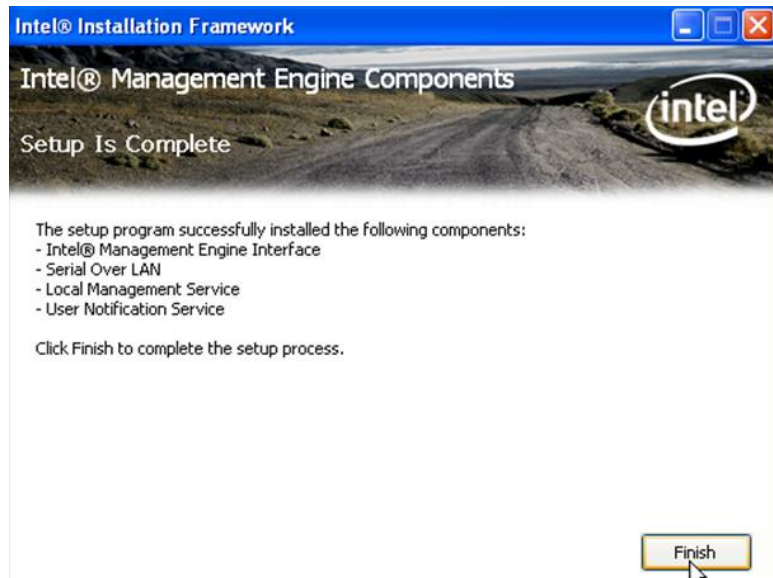 Intel® Installation Framework
Intel® Management Engine Components
intel
Setup Is Complete
The setup program successfully installed the following components:
- Intel® Management Engine Interface
- Serial Over LAN
- Local Management Service
- User Notification Service
Click Finish to complete the setup process.
Finish